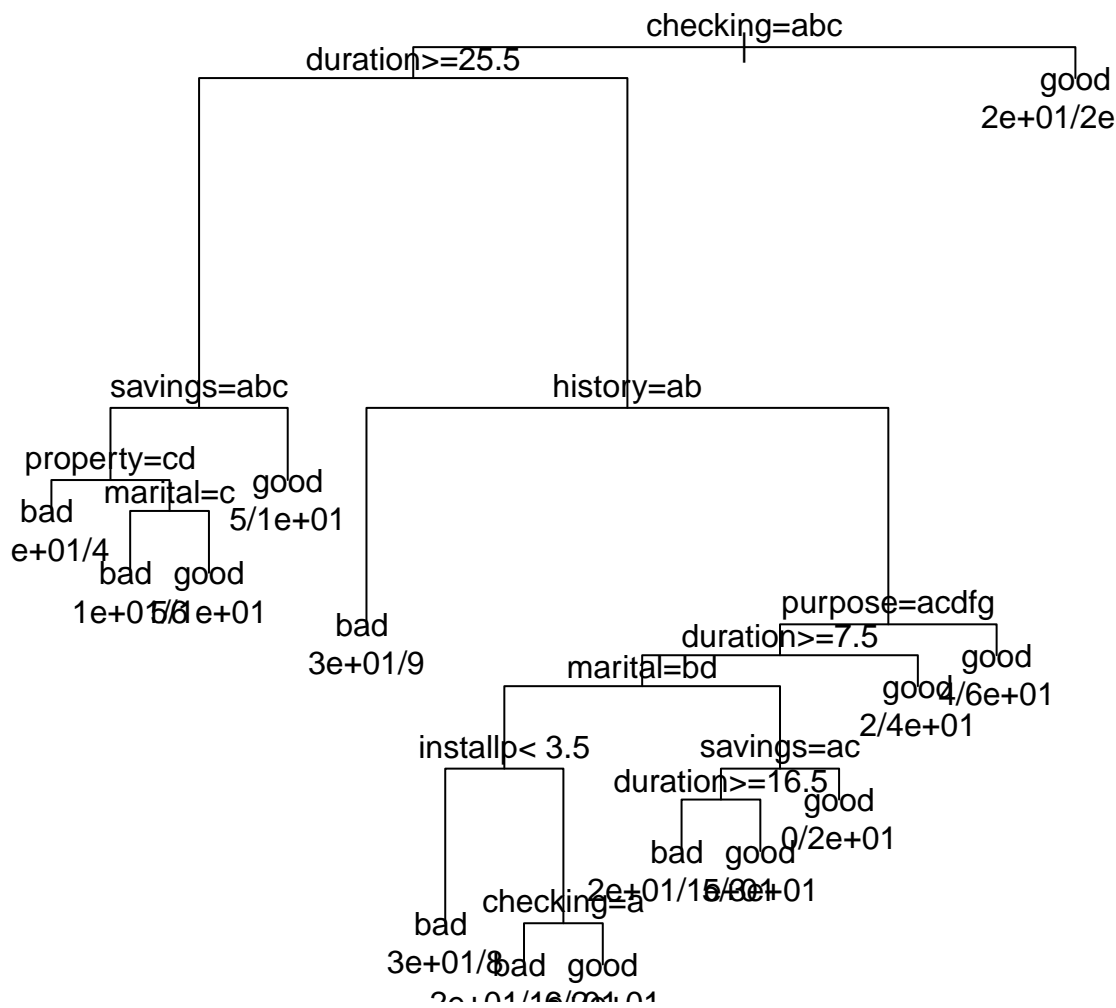 checking=abc
duration>=25.5
good
2e+01/2e
savings=abc
history=ab
property=cd
good
marital=c
bad
5/1e+01
e+01/4
bad
good
purpose=acdfg
bad
duration>=7.5
3e+01/9
good
marital=bd
good
4/6e+01
2/4e+01
installp< 3.5
savings=ac
duration>=16.5
good
0/2e+01
bad
good
checking=a
bad
3e+01/8
bad
good